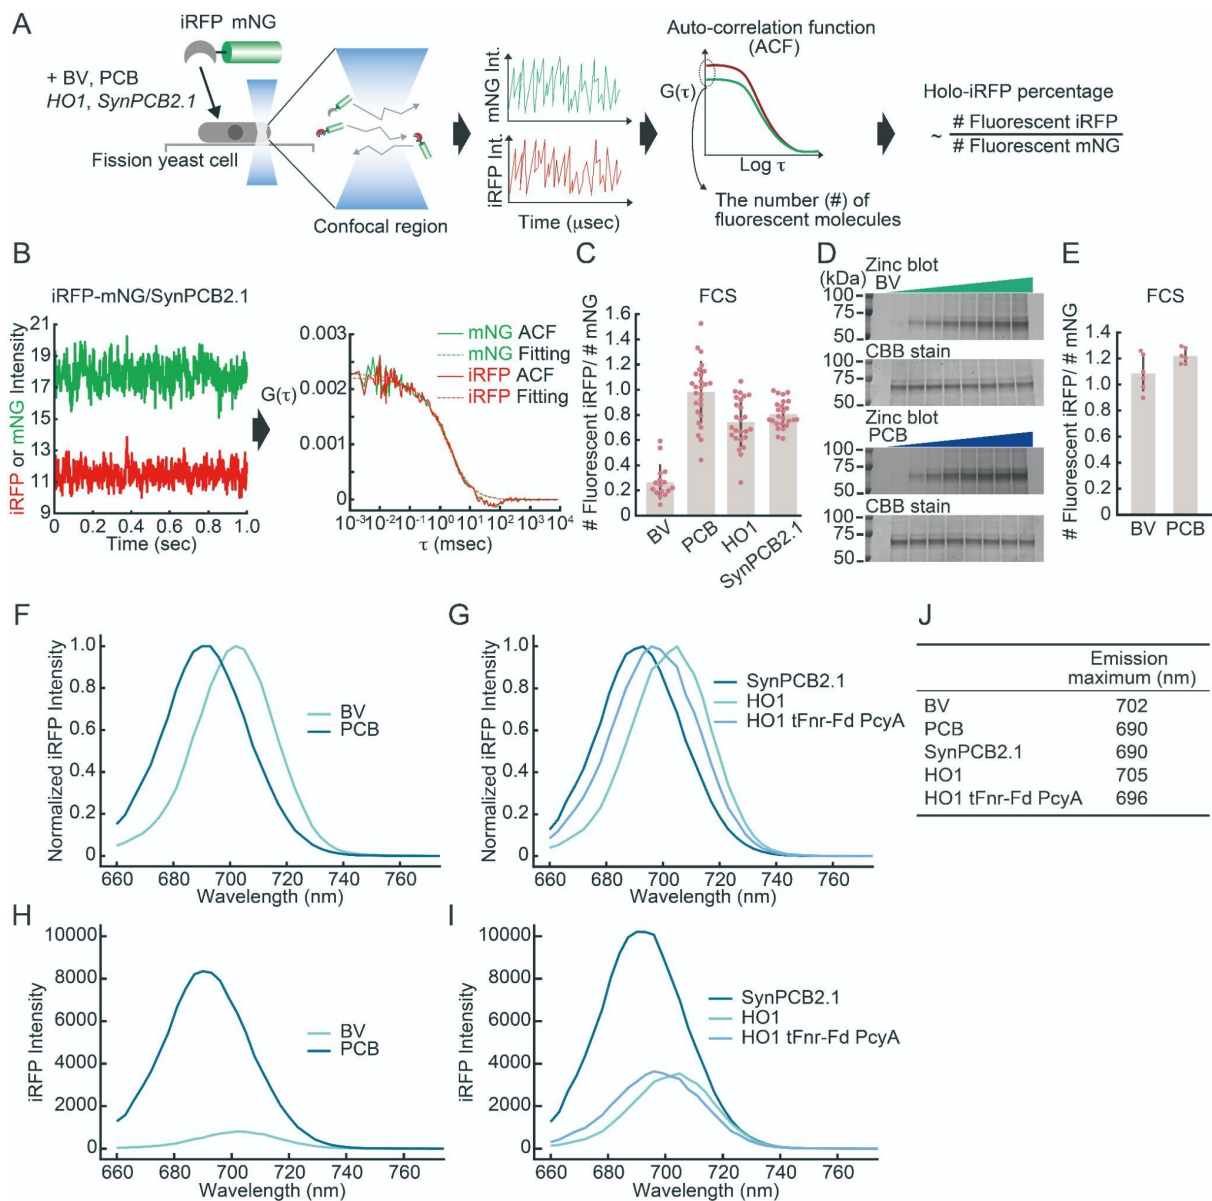 A
iRFP mNG
+ BV, PCB
HO1, SynPCB2.1
Fission yeast cell
Confocal region
mNG Int.
iRFP Int.
Time (μsec)
Auto-correlation function
(ACF)
G(τ)
Log τ
The number (#) of
fluorescent molecules
Holo-iRFP percentage
~ # Fluorescent iRFP
# Fluorescent mNG
B
iRFP-mNG/SynPCB2.1
iRFP or mNG Intensity
21
19
17
15
13
11
9
0 0.2 0.4 0.6 0.8 1.0
Time (sec)
G(τ)
0.003
0.002
0.001
0
mNG ACF
mNG Fitting
iRFP ACF
iRFP Fitting
10-3 10-2 10-1 100 101 102 103 104
τ (msec)
C
FCS
# Fluorescent iRFP/ # mNG
1.6
1.4
1.2
1.0
0.8
0.6
0.4
0.2
0
BV PCB HO1 SynPCB2.1
D
(kDa)
Zinc blot
BV
100
75
50
CBB stain
100
75
50
Zinc blot
PCB
100
75
50
CBB stain
100
75
50
E
FCS
# Fluorescent iRFP/ # mNG
1.4
1.2
1.0
0.8
0.6
0.4
0.2
0
BV PCB
F
Normalized iRFP Intensity
1.0
0.8
0.6
0.4
0.2
0
BV
PCB
660 680 700 720 740 760
Wavelength (nm)
G
Normalized iRFP Intensity
1.0
0.8
0.6
0.4
0.2
0
SynPCB2.1
HO1
HO1 tFnr-Fd PcyA
660 680 700 720 740 760
Wavelength (nm)
J
Emission
maximum (nm)
BV 702
PCB 690
SynPCB2.1 690
HO1 705
HO1 tFnr-Fd PcyA 696
H
iRFP Intensity
10000
8000
6000
4000
2000
0
BV
PCB
660 680 700 720 740 760
Wavelength (nm)
I
iRFP Intensity
10000
8000
6000
4000
2000
0
SynPCB2.1
HO1
HO1 tFnr-Fd PcyA
660 680 700 720 740 760
Wavelength (nm)